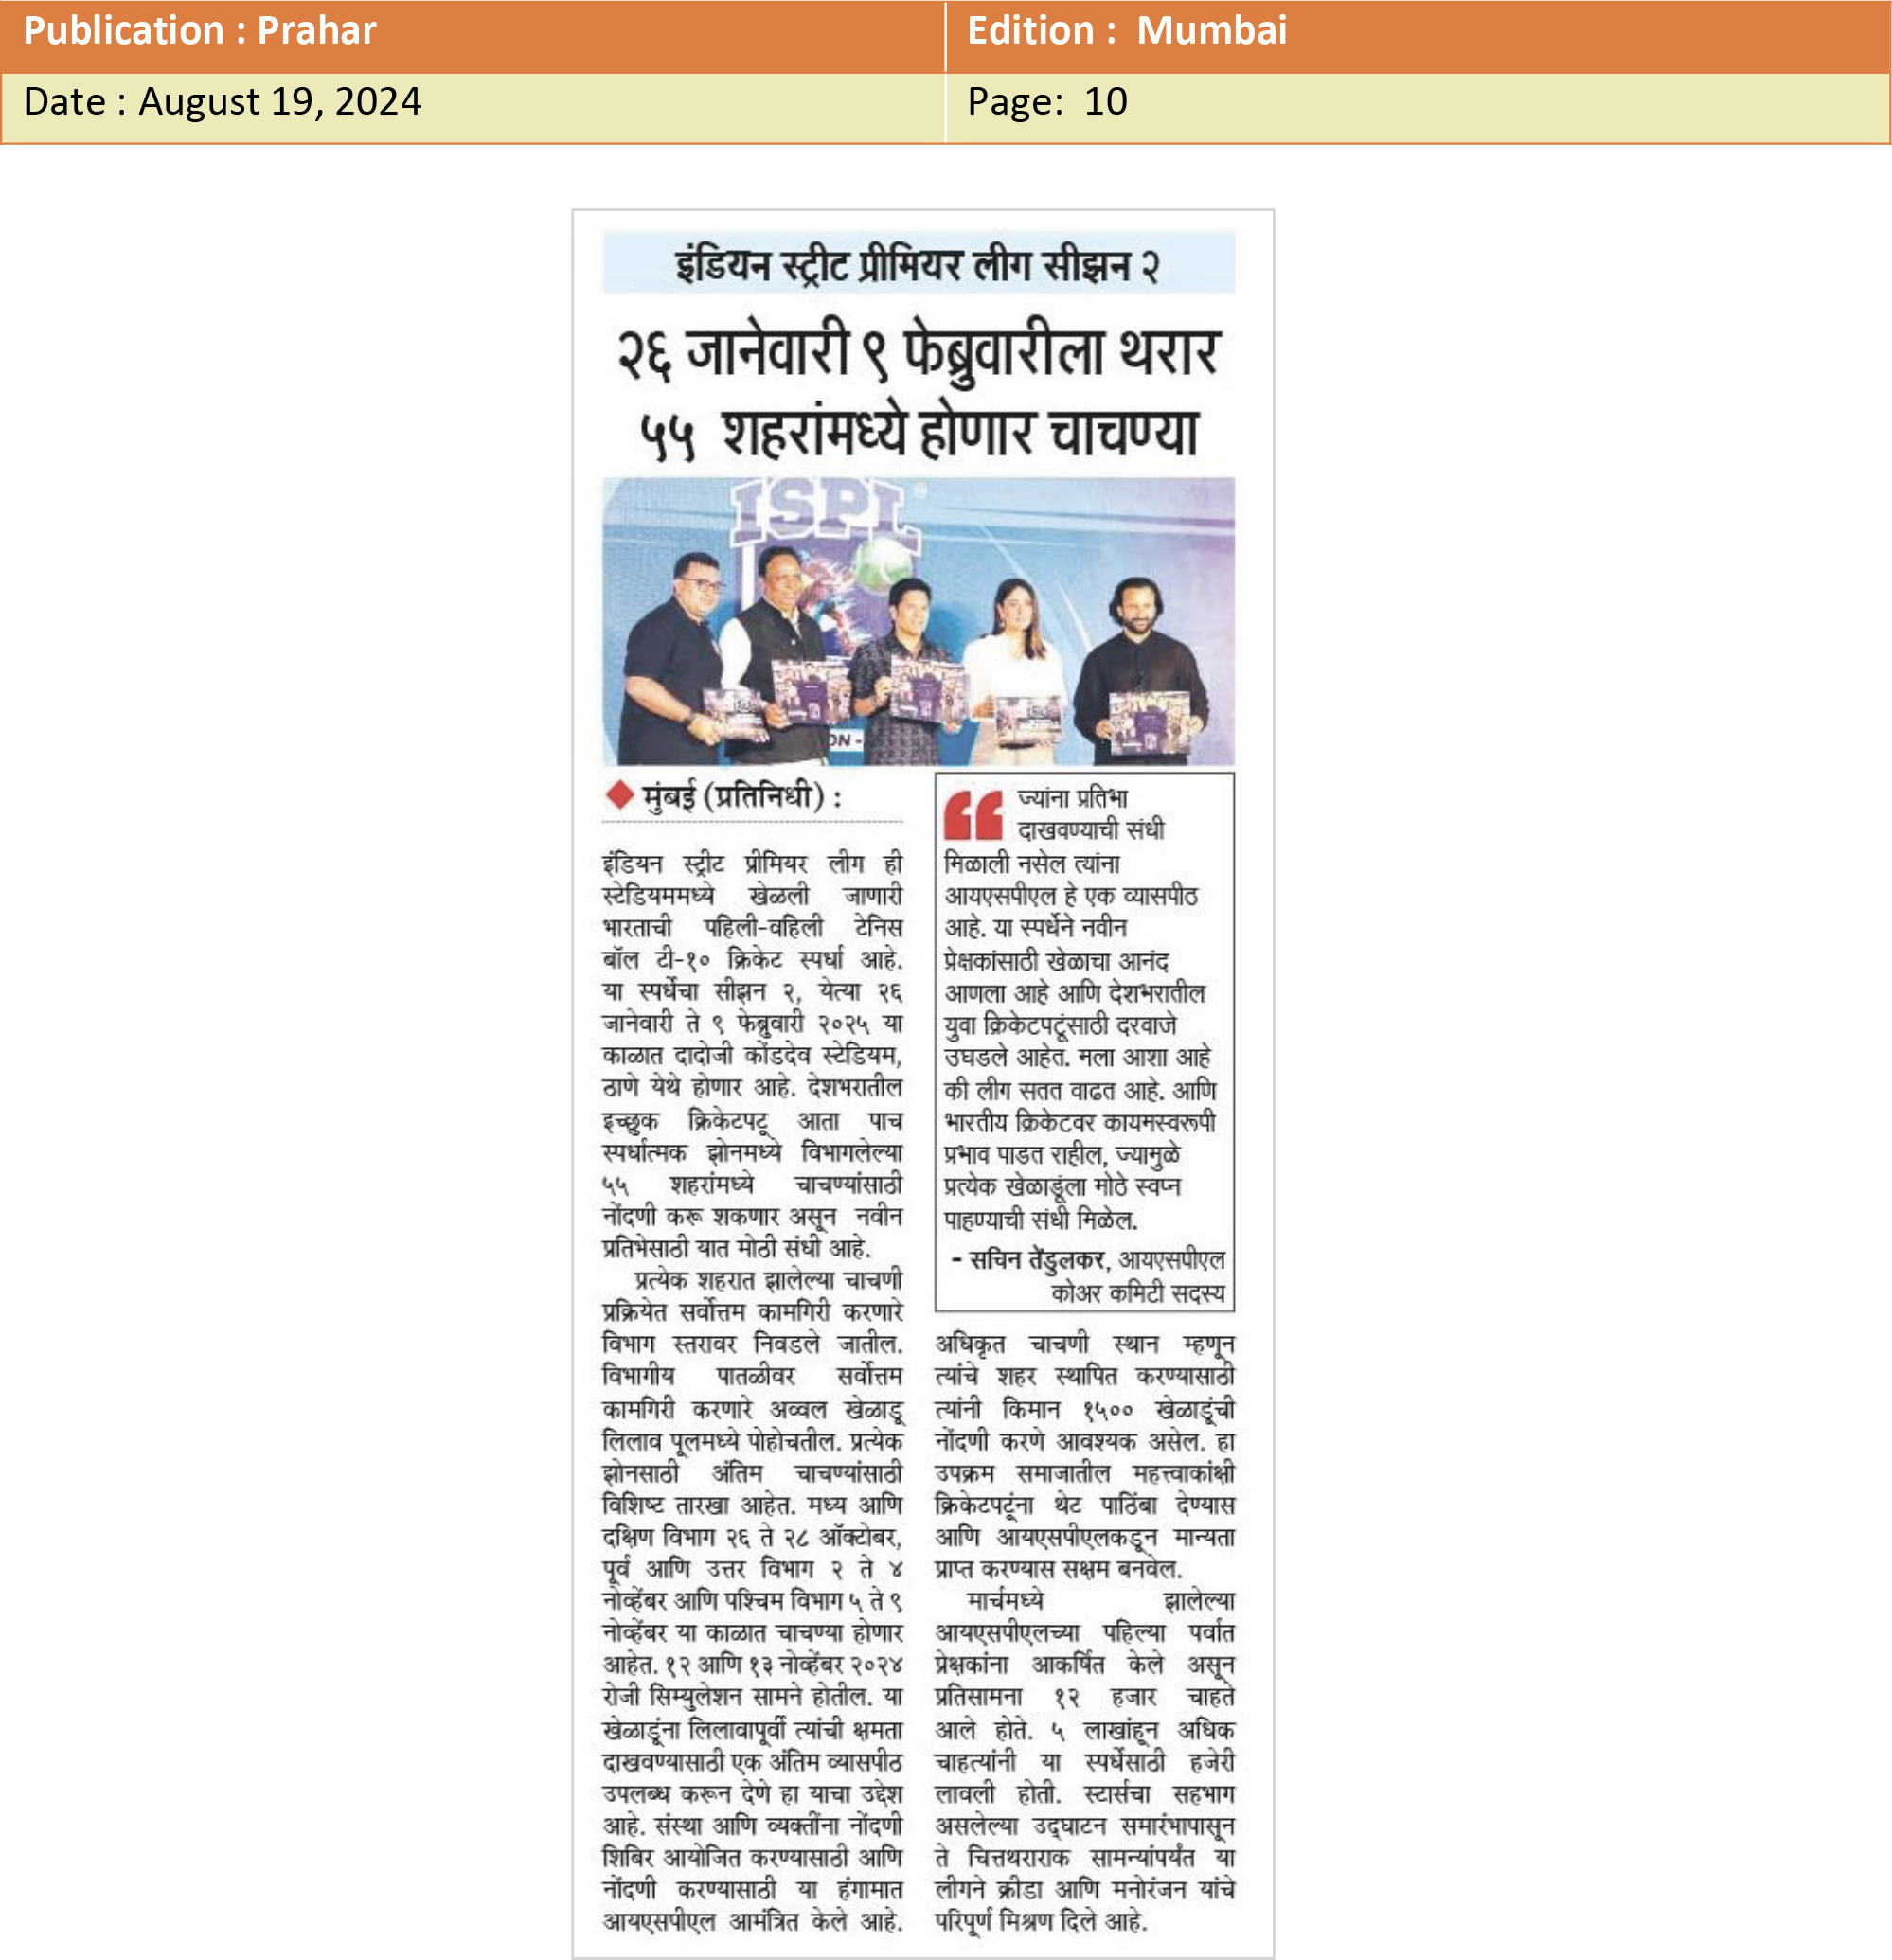 Publication : Prahar
Edition : Mumbai
Date : August 19, 2024
Page: 10
इंडियन स्ट्रीट प्रीमियर लीग सीझन २
२६ जानेवारी ९ फेब्रुवारीला थरार
५५ शहरांमध्ये होणार चाचण्या
ISPL
ON -
मुंबई (प्रतिनिधी) :
इंडियन स्ट्रीट प्रीमियर लीग ही
स्टेडियममध्ये खेळली जाणारी
भारताची पहिली-वहिली टेनिस
बॉल टी-१० क्रिकेट स्पर्धा आहे.
या स्पर्धेचा सीझन २, येत्या २६
जानेवारी ते ९ फेब्रुवारी २०२५ या
काळात दादोजी कोंडदेव स्टेडियम,
ठाणे येथे होणार आहे. देशभरातील
इच्छुक क्रिकेटपटू आता पाच
स्पर्धात्मक झोनमध्ये विभागलेल्या
५५ शहरांमध्ये चाचण्यांसाठी
नोंदणी करू शकणार असून नवीन
प्रतिभेसाठी यात मोठी संधी आहे.
प्रत्येक शहरात झालेल्या चाचणी
प्रक्रियेत सर्वोत्तम कामगिरी करणारे
विभाग स्तरावर निवडले जातील.
विभागीय पातळीवर सर्वोत्तम
कामगिरी करणारे अव्वल खेळाडू
लिलाव पूलमध्ये पोहोचतील. प्रत्येक
झोनसाठी अंतिम चाचण्यांसाठी
विशिष्ट तारखा आहेत. मध्य आणि
दक्षिण विभाग २६ ते २८ ऑक्टोबर,
पूर्व आणि उत्तर विभाग २ ते ४
नोव्हेंबर आणि पश्चिम विभाग ५ ते ९
नोव्हेंबर या काळात चाचण्या होणार
आहेत. १२ आणि १३ नोव्हेंबर २०२४
रोजी सिम्युलेशन सामने होतील. या
खेळाडूंना लिलावापूर्वी त्यांची क्षमता
दाखवण्यासाठी एक अंतिम व्यासपीठ
उपलब्ध करून देणे हा याचा उद्देश
आहे. संस्था आणि व्यक्तींना नोंदणी
शिबिर आयोजित करण्यासाठी आणि
नोंदणी करण्यासाठी या हंगामात
आयएसपीएल आमंत्रित केले आहे.
ज्यांना प्रतिभा
दाखवण्याची संधी
मिळाली नसेल त्यांना
आयएसपीएल हे एक व्यासपीठ
आहे. या स्पर्धेने नवीन
प्रेक्षकांसाठी खेळाचा आनंद
आणला आहे आणि देशभरातील
युवा क्रिकेटपटूंसाठी दरवाजे
उघडले आहेत. मला आशा आहे
की लीग सतत वाढत आहे. आणि
भारतीय क्रिकेटवर कायमस्वरूपी
प्रभाव पाडत राहील, ज्यामुळे
प्रत्येक खेळाडूंला मोठे स्वप्न
पाहण्याची संधी मिळेल.
- सचिन तेंडुलकर, आयएसपीएल
कोअर कमिटी सदस्य
अधिकृत चाचणी स्थान म्हणून
त्यांचे शहर स्थापित करण्यासाठी
त्यांनी किमान १५०० खेळाडूंची
नोंदणी करणे आवश्यक असेल. हा
उपक्रम समाजातील महत्त्वाकांक्षी
क्रिकेटपटूंना थेट पाठिंबा देण्यास
आणि आयएसपीएलकडून मान्यता
प्राप्त करण्यास सक्षम बनवेल.
मार्चमध्ये झालेल्या
आयएसपीएलच्या पहिल्या पर्वात
प्रेक्षकांना आकर्षित केले असून
प्रतिसामना १२ हजार चाहते
आले होते. ५ लाखांहून अधिक
चाहत्यांनी या स्पर्धेसाठी हजेरी
लावली होती. स्टार्सचा सहभाग
असलेल्या उद्घाटन समारंभापासून
ते चित्तथराराक सामन्यांपर्यंत या
लीगने क्रीडा आणि मनोरंजन यांचे
परिपूर्ण मिश्रण दिले आहे.